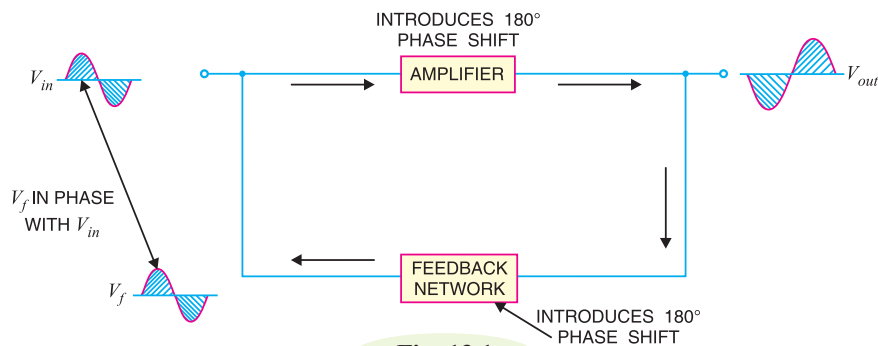 INTRODUCES 180°
PHASE SHIFT
V_in
AMPLIFIER
V_out
V_f IN PHASE
WITH V_in
V_f
FEEDBACK
NETWORK
INTRODUCES 180°
PHASE SHIFT